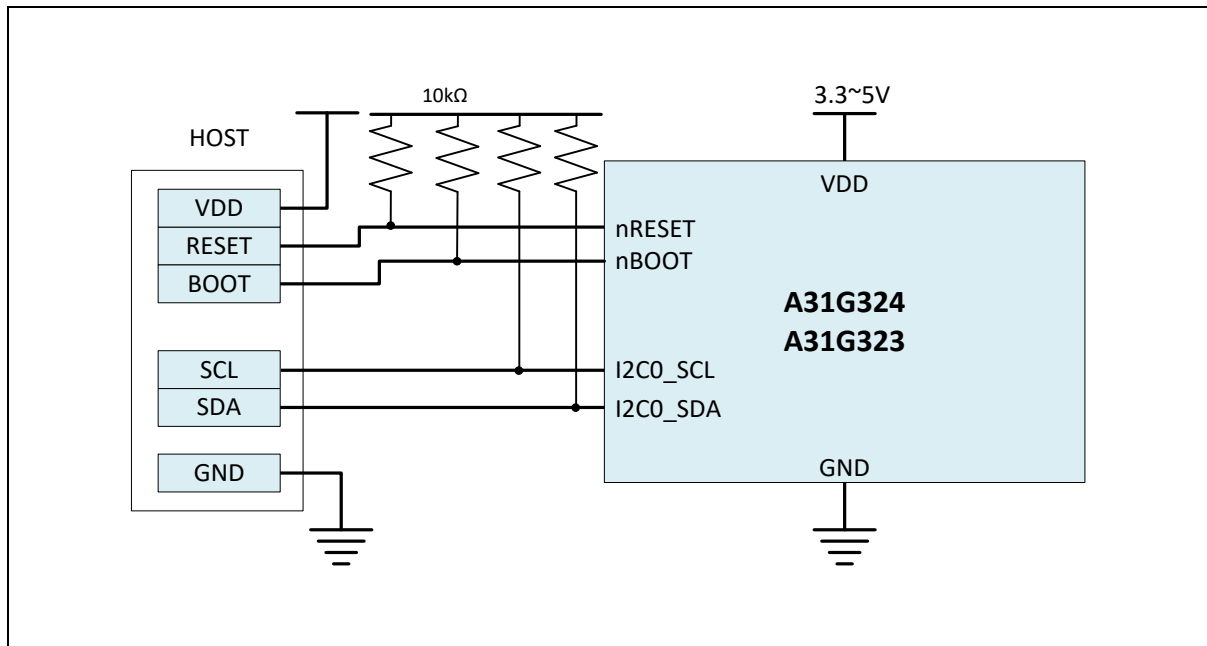 10kΩ
3.3~5V
HOST
VDD
VDD
RESET
nRESET
BOOT
nBOOT
A31G324
A31G323
SCL
I2C0_SCL
SDA
I2C0_SDA
GND
GND